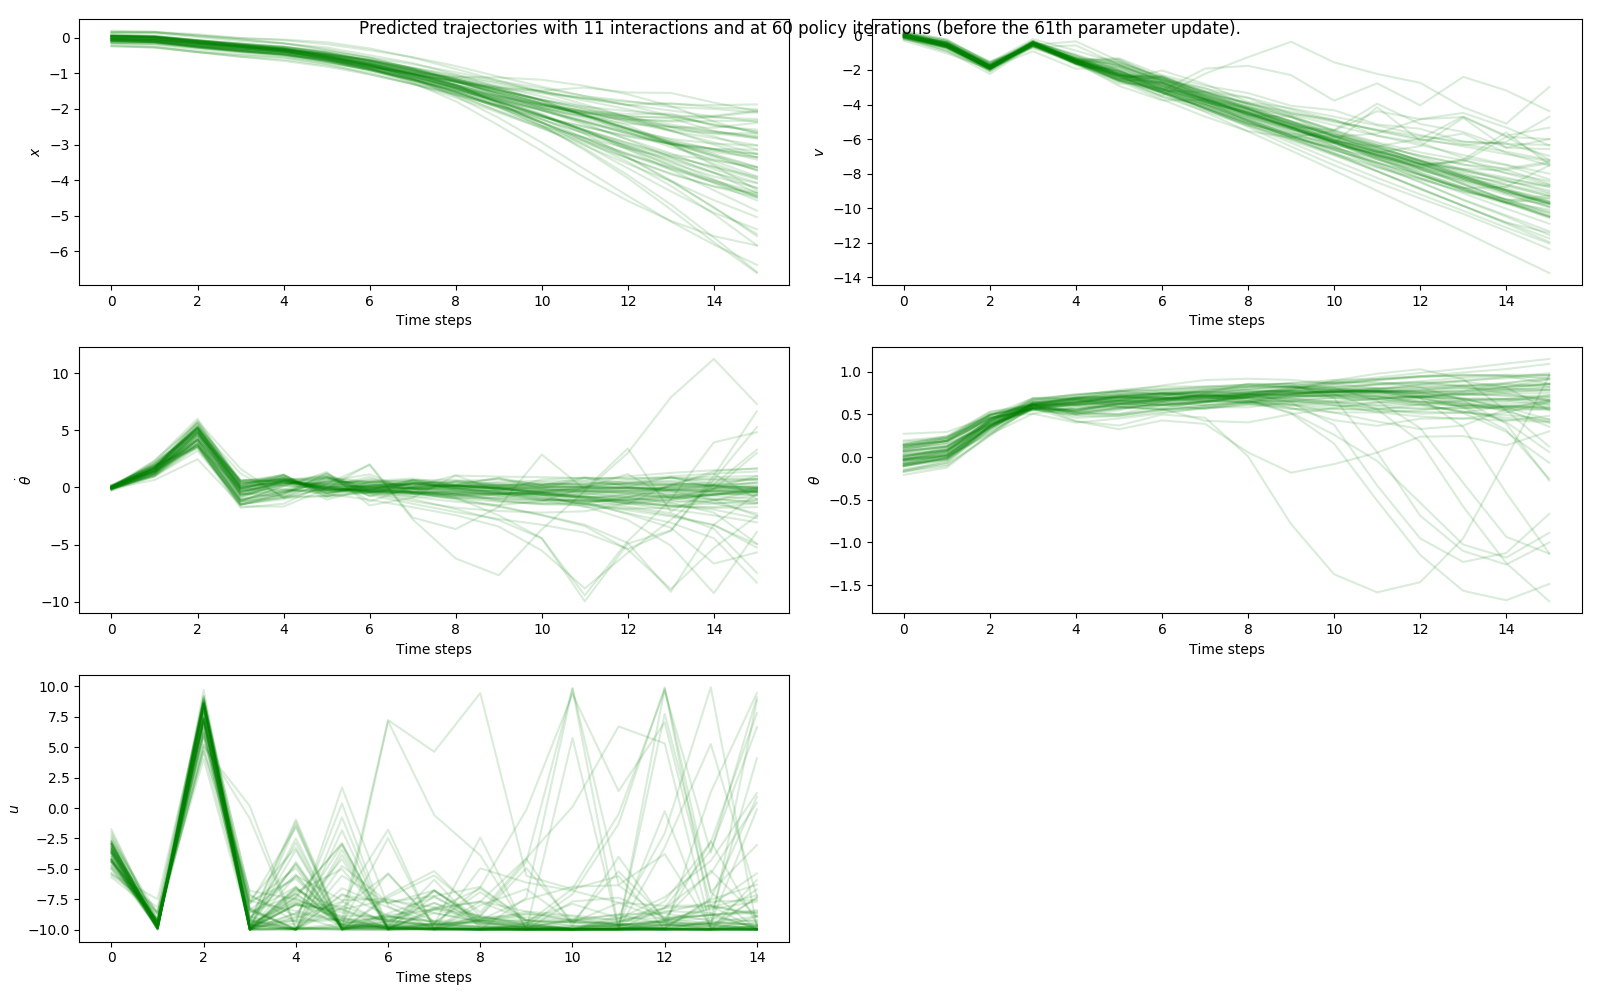 Predicted trajectories with 11 interactions and at 60 policy iterations (before the 61th parameter update).
0
−1
−2
−3
−4
−5
−6
x
0 2 4 6 8 10 12 14
Time steps
0
−2
−4
−6
−8
−10
−12
−14
v
0 2 4 6 8 10 12 14
Time steps
10
5
0
−5
−10
θ̇
0 2 4 6 8 10 12 14
Time steps
1.0
0.5
0.0
−0.5
−1.0
−1.5
θ
0 2 4 6 8 10 12 14
Time steps
10.0
7.5
5.0
2.5
0.0
−2.5
−5.0
−7.5
−10.0
u
0 2 4 6 8 10 12 14
Time steps